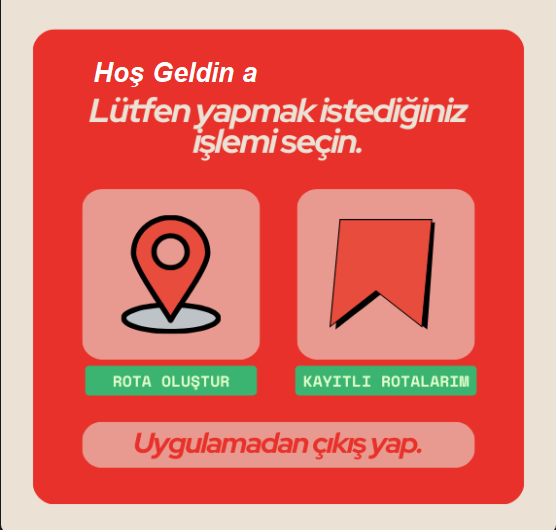 Hoş Geldin a
Lütfen yapmak istediğiniz
işlemi seçin.
ROTA OLUŞTUR
KAYITLI ROTALARIM
Uygulamadan çıkış yap.